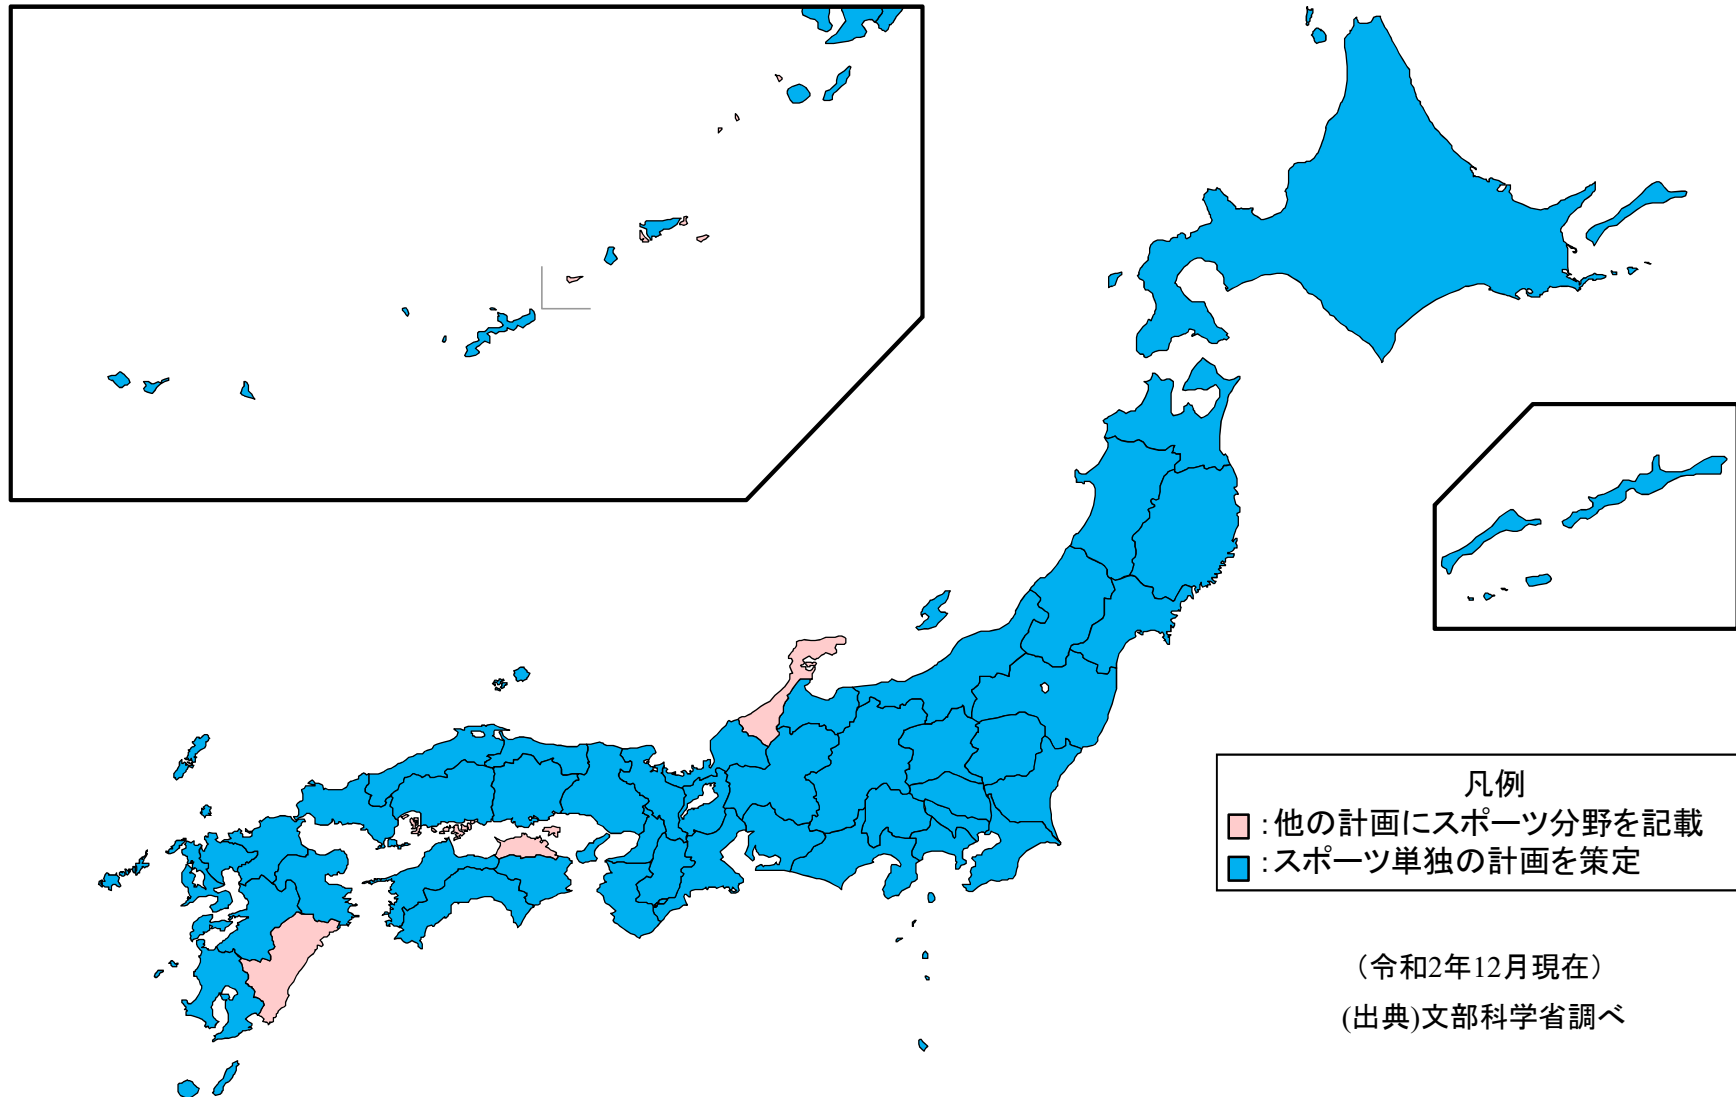 凡例
：他の計画にスポーツ分野を記載
：スポーツ単独の計画を策定
（令和2年12月現在）
(出典)文部科学省調べ